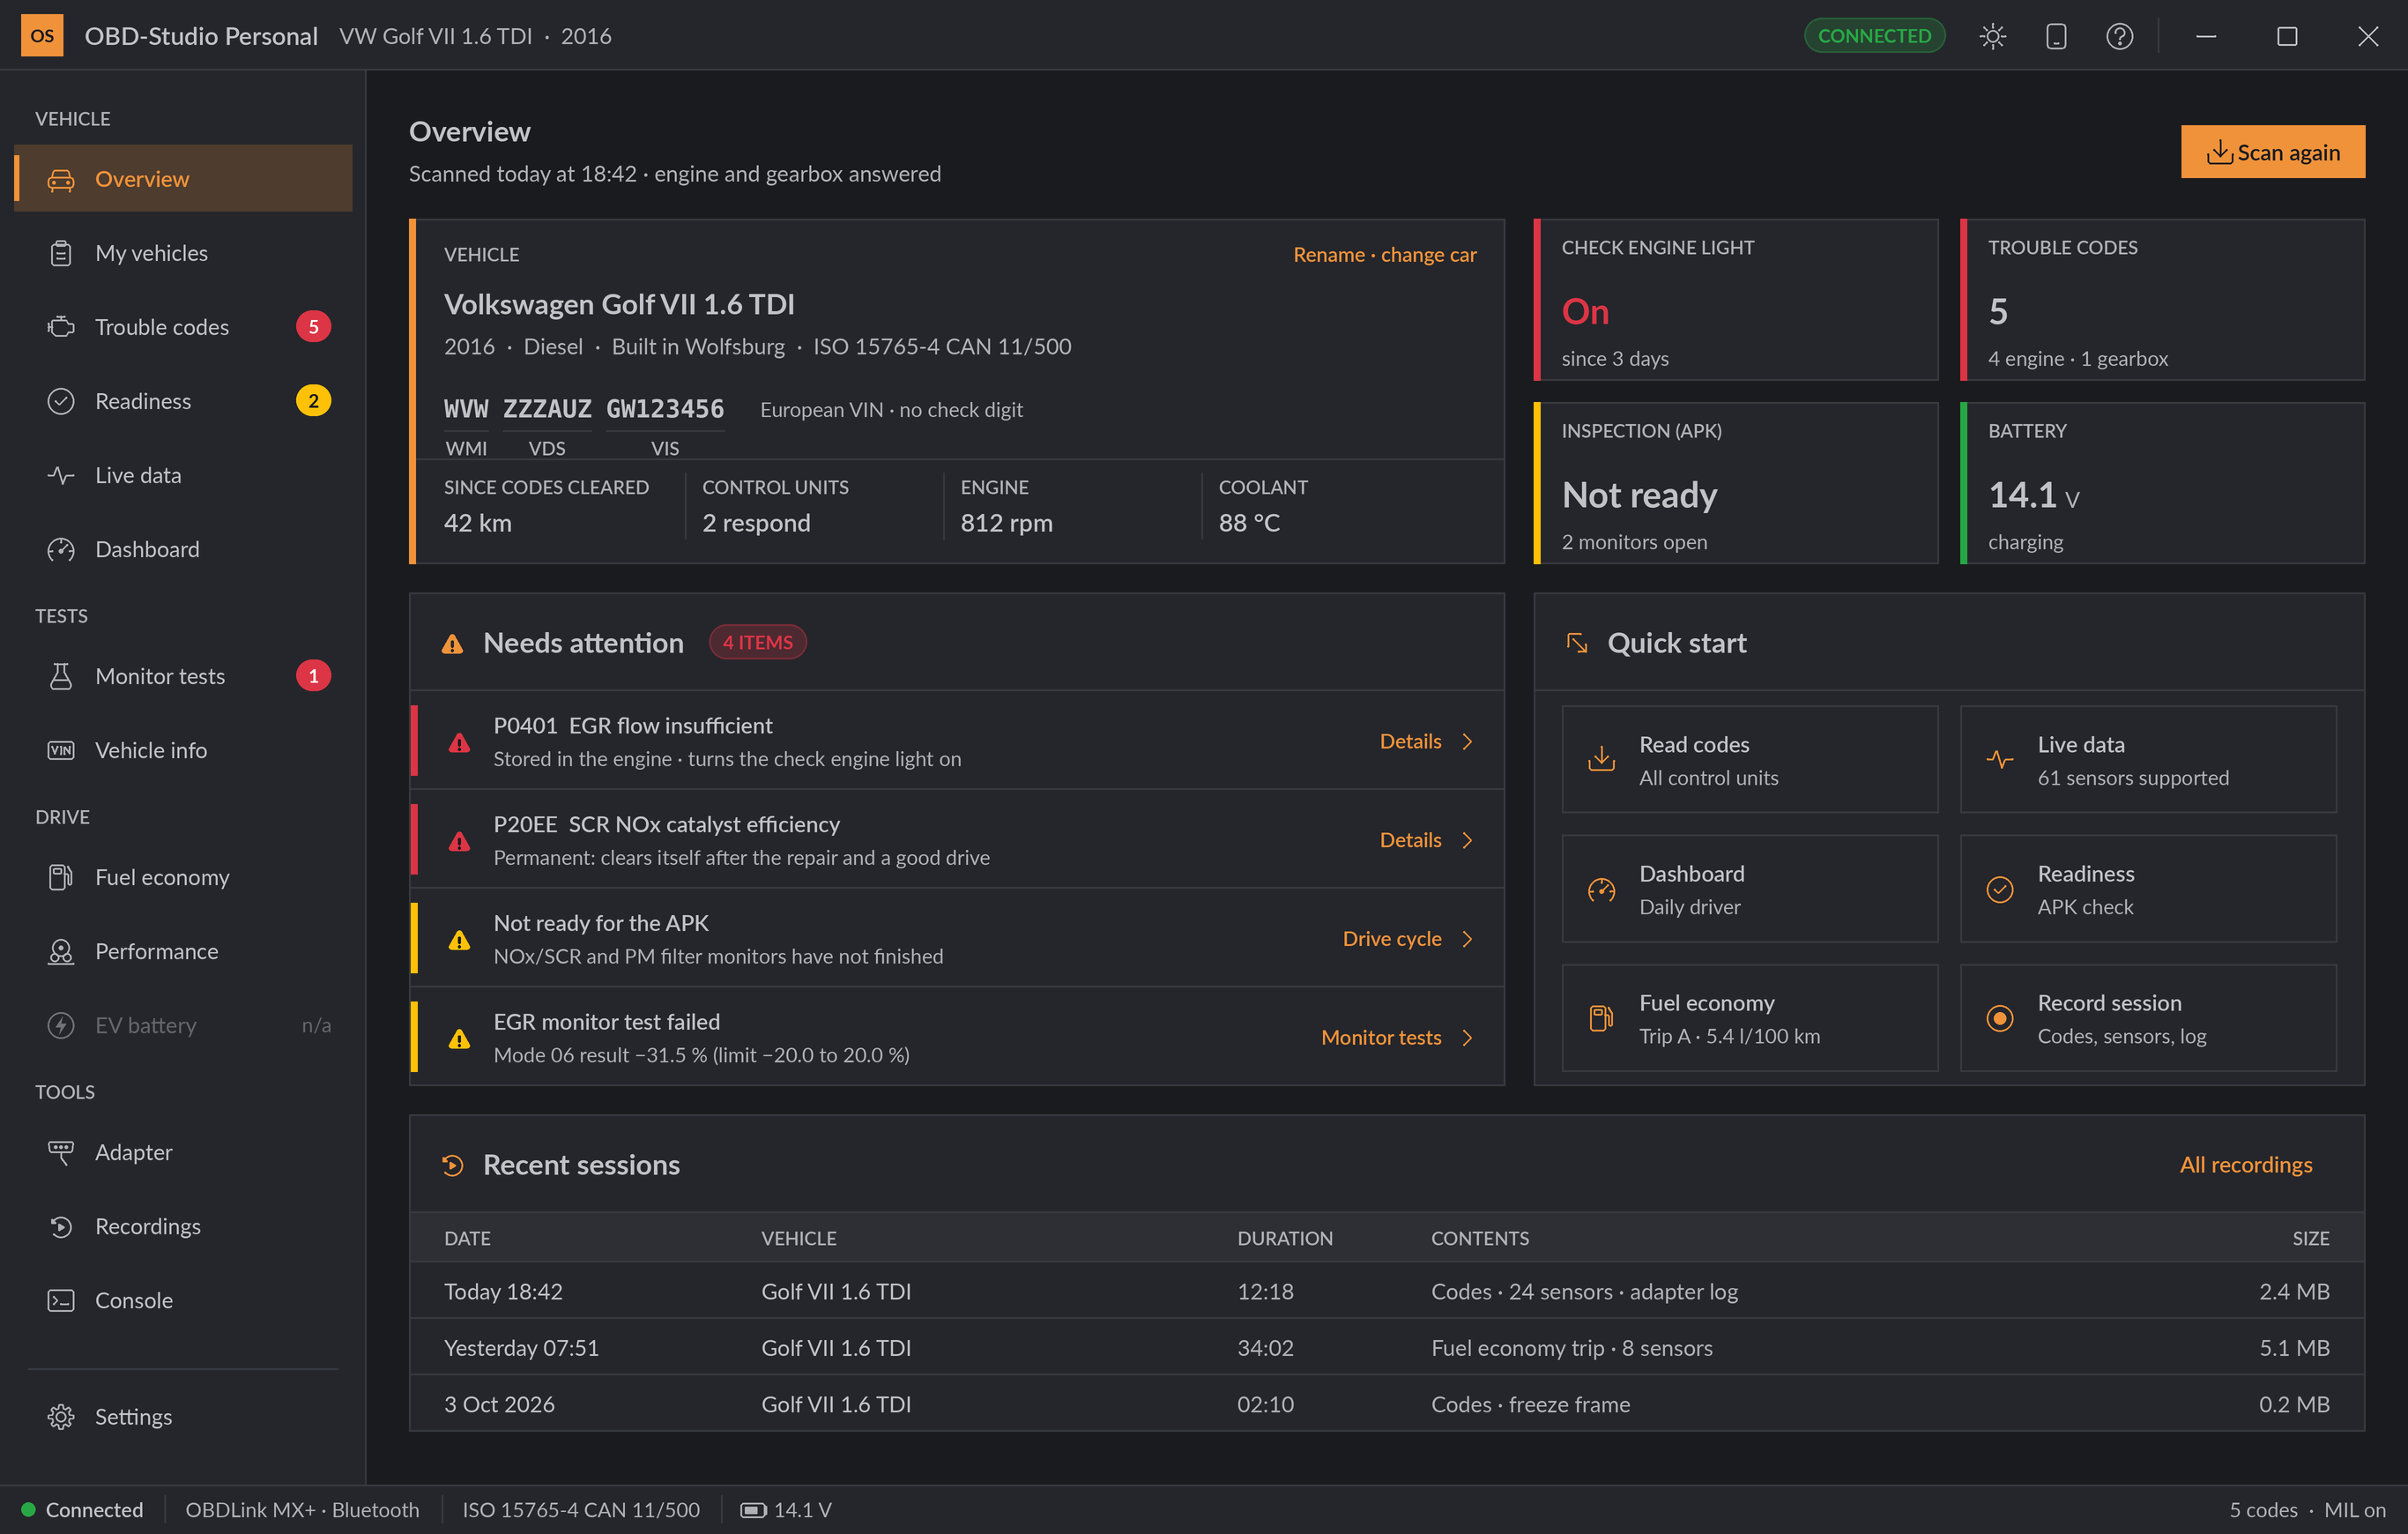 OS OBD-Studio Personal VW Golf VII 1.6 TDI · 2016 CONNECTED
VEHICLE
Overview
My vehicles
Trouble codes 5
Readiness 2
Live data
Dashboard
TESTS
Monitor tests 1
VIN Vehicle info
DRIVE
Fuel economy
Performance
EV battery n/a
TOOLS
Adapter
Recordings
Console
Settings
Overview
Scanned today at 18:42 · engine and gearbox answered
Scan again
VEHICLE Rename · change car
Volkswagen Golf VII 1.6 TDI
2016 · Diesel · Built in Wolfsburg · ISO 15765-4 CAN 11/500
WVW ZZZAUZ GW123456 European VIN · no check digit
WMI VDS VIS
SINCE CODES CLEARED CONTROL UNITS ENGINE COOLANT
42 km 2 respond 812 rpm 88 °C
CHECK ENGINE LIGHT
On
since 3 days
TROUBLE CODES
5
4 engine · 1 gearbox
INSPECTION (APK)
Not ready
2 monitors open
BATTERY
14.1 V
charging
Needs attention 4 ITEMS
P0401 EGR flow insufficient
Stored in the engine · turns the check engine light on
Details
P20EE SCR NOx catalyst efficiency
Permanent: clears itself after the repair and a good drive
Details
Not ready for the APK
NOx/SCR and PM filter monitors have not finished
Drive cycle
EGR monitor test failed
Mode 06 result −31.5 % (limit −20.0 to 20.0 %)
Monitor tests
Quick start
Read codes
All control units
Live data
61 sensors supported
Dashboard
Daily driver
Readiness
APK check
Fuel economy
Trip A · 5.4 l/100 km
Record session
Codes, sensors, log
Recent sessions All recordings
DATE VEHICLE DURATION CONTENTS SIZE
Today 18:42 Golf VII 1.6 TDI 12:18 Codes · 24 sensors · adapter log 2.4 MB
Yesterday 07:51 Golf VII 1.6 TDI 34:02 Fuel economy trip · 8 sensors 5.1 MB
3 Oct 2026 Golf VII 1.6 TDI 02:10 Codes · freeze frame 0.2 MB
Connected OBDLink MX+ · Bluetooth ISO 15765-4 CAN 11/500 14.1 V 5 codes · MIL on